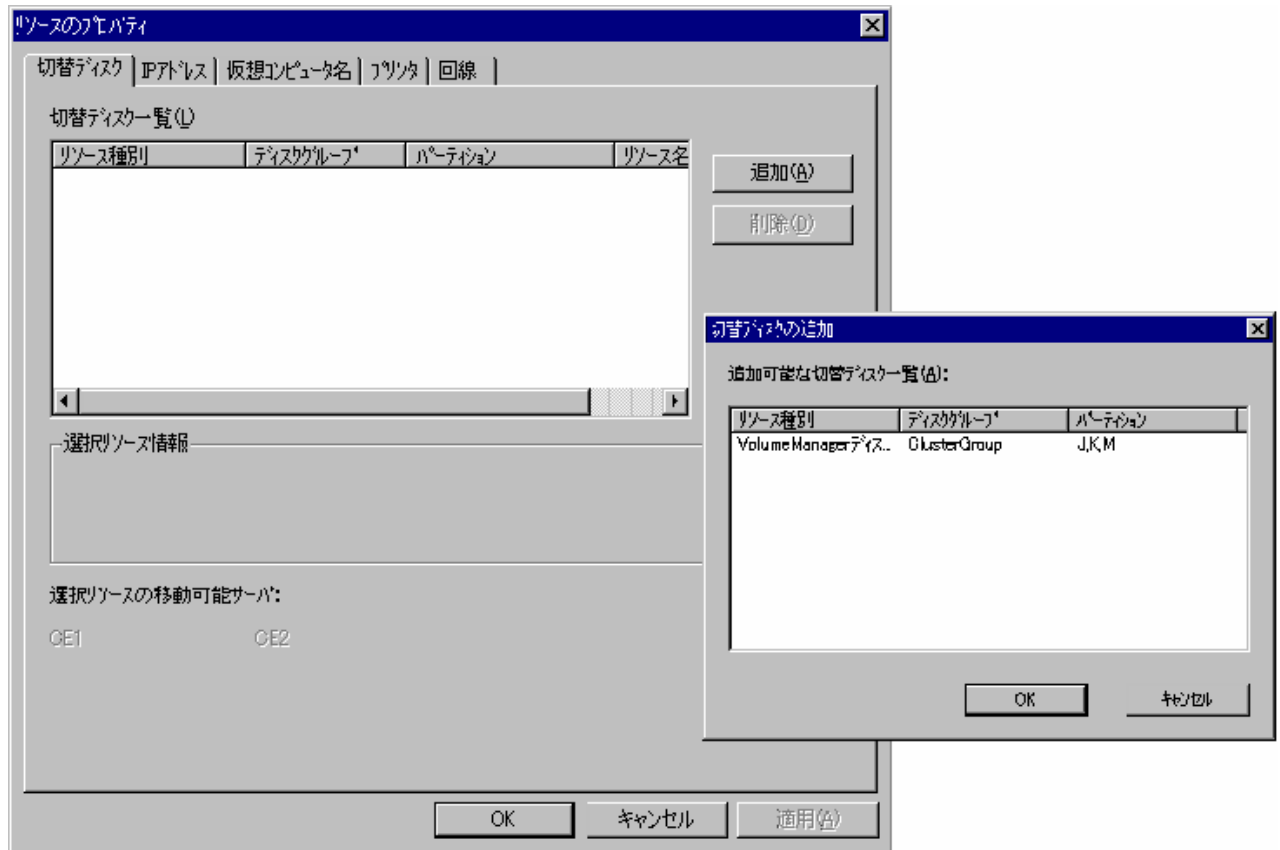 リソースのプロパティ
切替ディスク IPアドレス 仮想コンピュータ名 プリンタ 回線
切替ディスク一覧(L)
リソース種別 ディスクグループ パーティション リソース名
追加(A)
削除(D)
選択リソース情報
選択リソースの移動可能サーバ:
CE1 CE2
OK キャンセル 適用(A)
切替ディスクの追加
追加可能な切替ディスク一覧(A):
リソース種別 ディスクグループ パーティション
VolumeManagerディス... ClusterGroup J,K,M
OK キャンセル